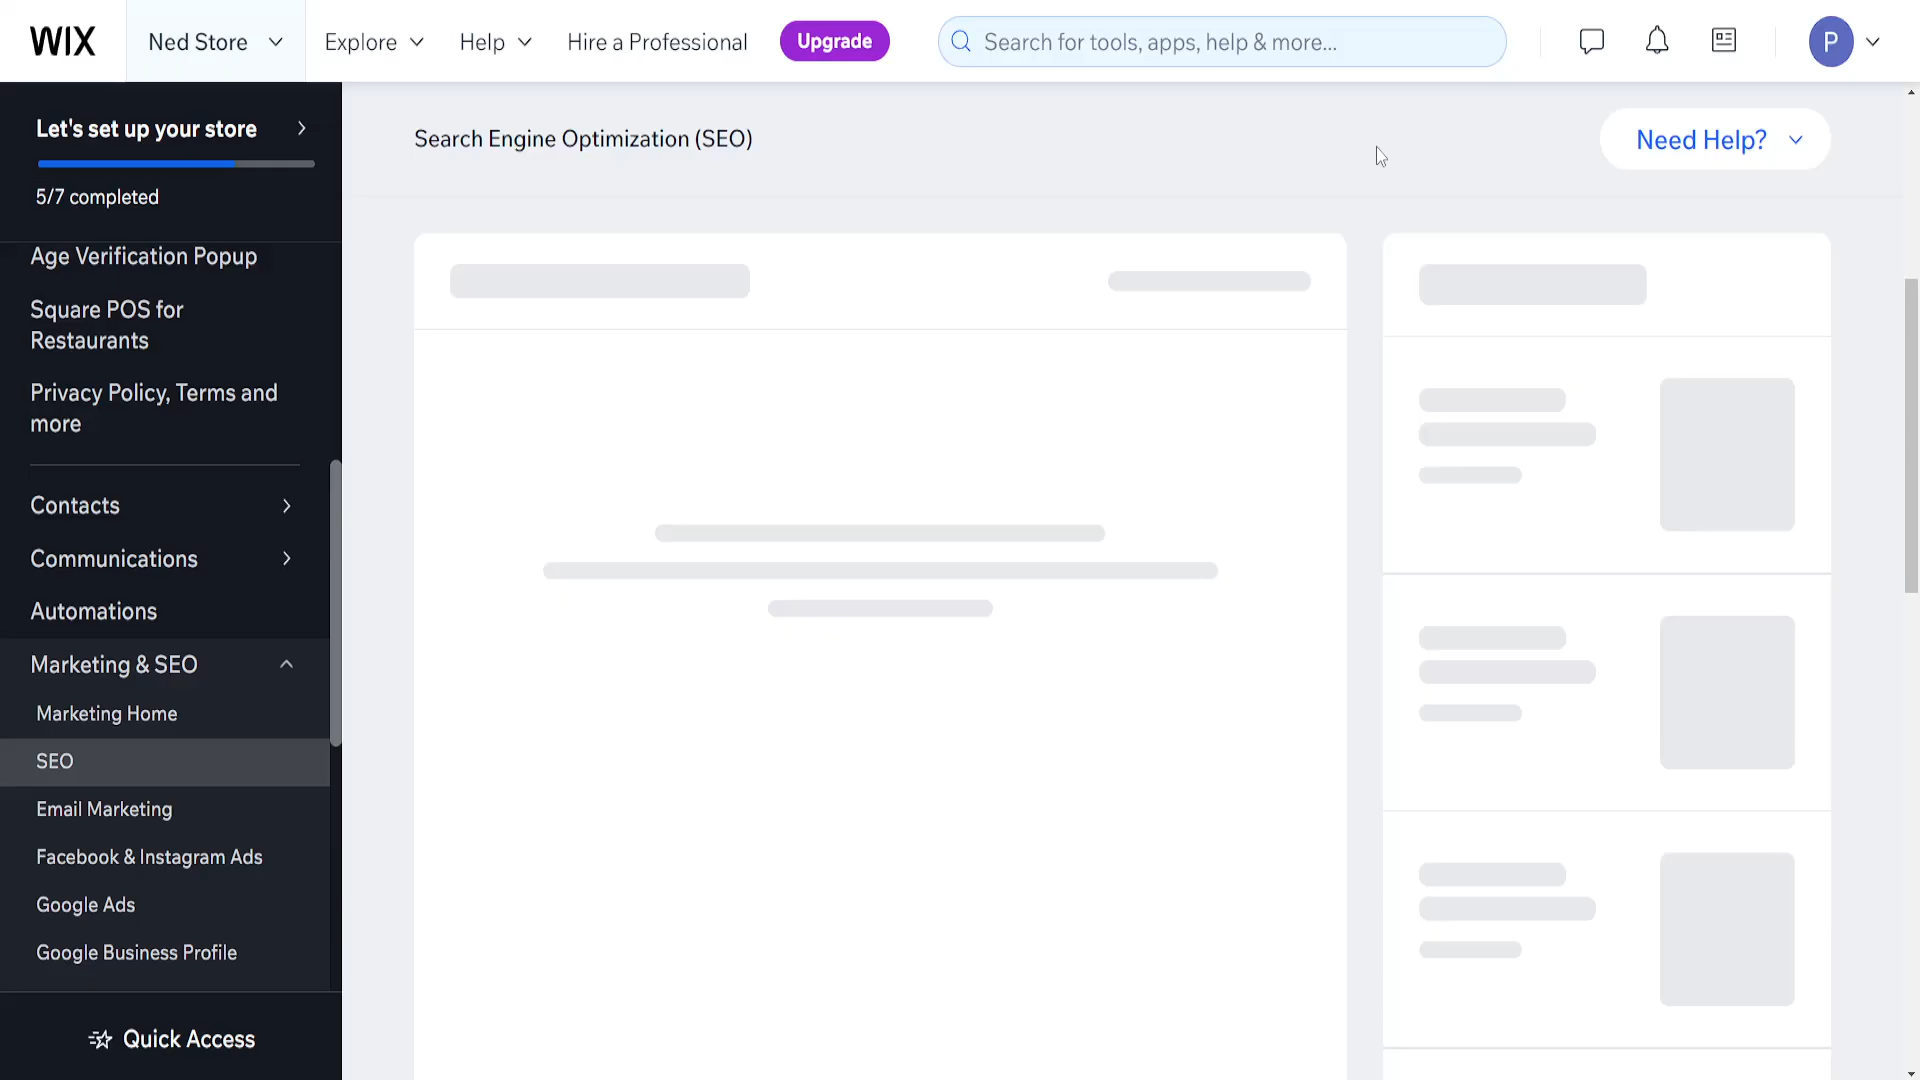 WIX
Ned Store
Explore
Help
Hire a Professional
Upgrade
Search for tools, apps, help & more...
P
Let's set up your store
5/7 completed
Age Verification Popup
Square POS for
Restaurants
Privacy Policy, Terms and
more
Contacts
Communications
Automations
Marketing & SEO
Marketing Home
SEO
Email Marketing
Facebook & Instagram Ads
Google Ads
Google Business Profile
Quick Access
Search Engine Optimization (SEO)
Need Help?